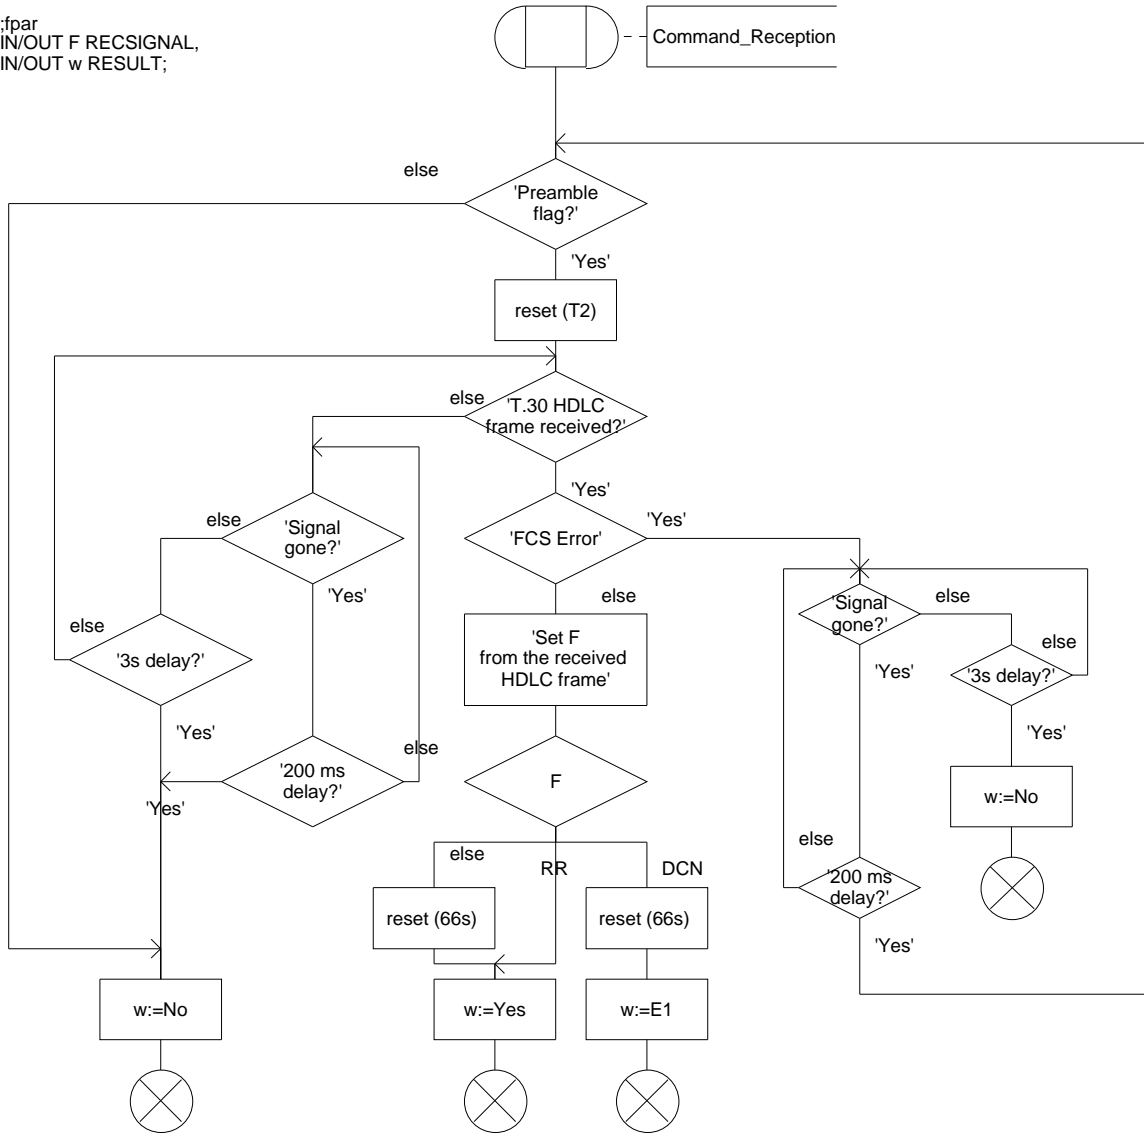 ;fpar
IN/OUT F RECSIGNAL,
IN/OUT w RESULT;
Command_Reception
else
'Preamble
flag?'
'Yes'
reset (T2)
else
'T.30 HDLC
frame received?'
'Yes'
else
'Signal
gone?'
'Yes'
'FCS Error'
'Yes'
else
'Signal
gone?'
else
else
'3s delay?'
'Yes'
'Set F
from the received
HDLC frame'
'Yes'
'3s delay?'
else
'Yes'
'200 ms
delay?'
else
'Yes'
F
w:=No
else
RR
DCN
else
'200 ms
delay?'
'Yes'
reset (66s)
reset (66s)
w:=No
w:=Yes
w:=E1